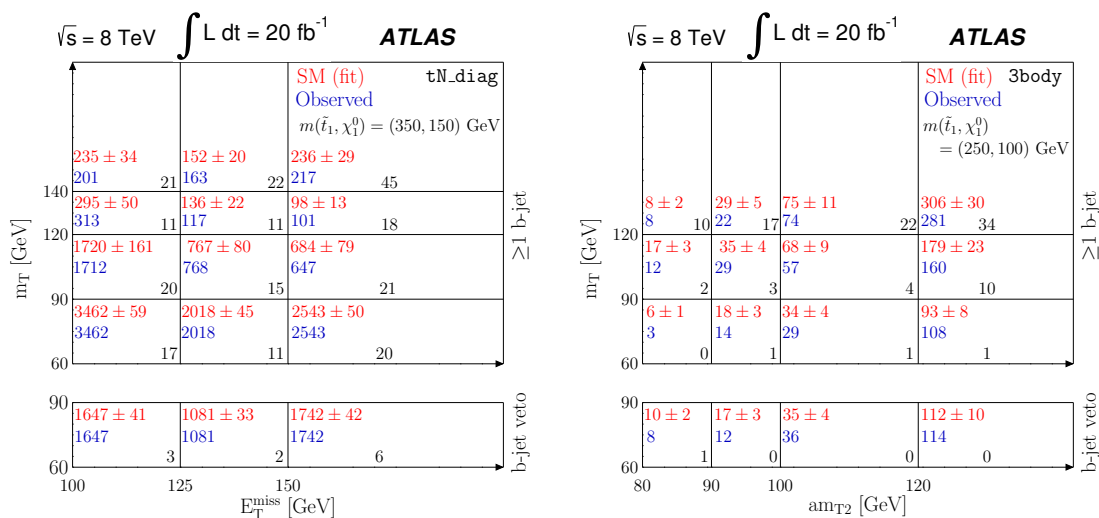 √s = 8 TeV ∫ L dt = 20 fb⁻¹ ATLAS
SM (fit) tN_diag
Observed
m(t̃₁, χ₁⁰) = (350, 150) GeV
235 ± 34 152 ± 20 236 ± 29
201 21 163 22 217 45
140
295 ± 50 136 ± 22 98 ± 13
313 11 117 11 101 18
120
1720 ± 161 767 ± 80 684 ± 79
1712 768 647
20 15 21
90
3462 ± 59 2018 ± 45 2543 ± 50
3462 2018 2543
17 11 20
60
m_T [GeV]
≥1 b-jet
90
1647 ± 41 1081 ± 33 1742 ± 42
1647 1081 1742
3 2 6
60
b-jet veto
100 125 150
E_T^miss [GeV]
√s = 8 TeV ∫ L dt = 20 fb⁻¹ ATLAS
SM (fit) 3body
Observed
m(t̃₁, χ₁⁰)
= (250, 100) GeV
140
8 ± 2 29 ± 5 75 ± 11 306 ± 30
8 10 22 17 74 22 281 34
120
17 ± 3 35 ± 4 68 ± 9 179 ± 23
12 29 57 160
2 3 4 10
90
6 ± 1 18 ± 3 34 ± 4 93 ± 8
3 14 29 108
0 1 1 1
60
m_T [GeV]
≥1 b-jet
90
10 ± 2 17 ± 3 35 ± 4 112 ± 10
8 12 36 114
1 0 0 0
60
b-jet veto
80 90 100 120
am_T2 [GeV]